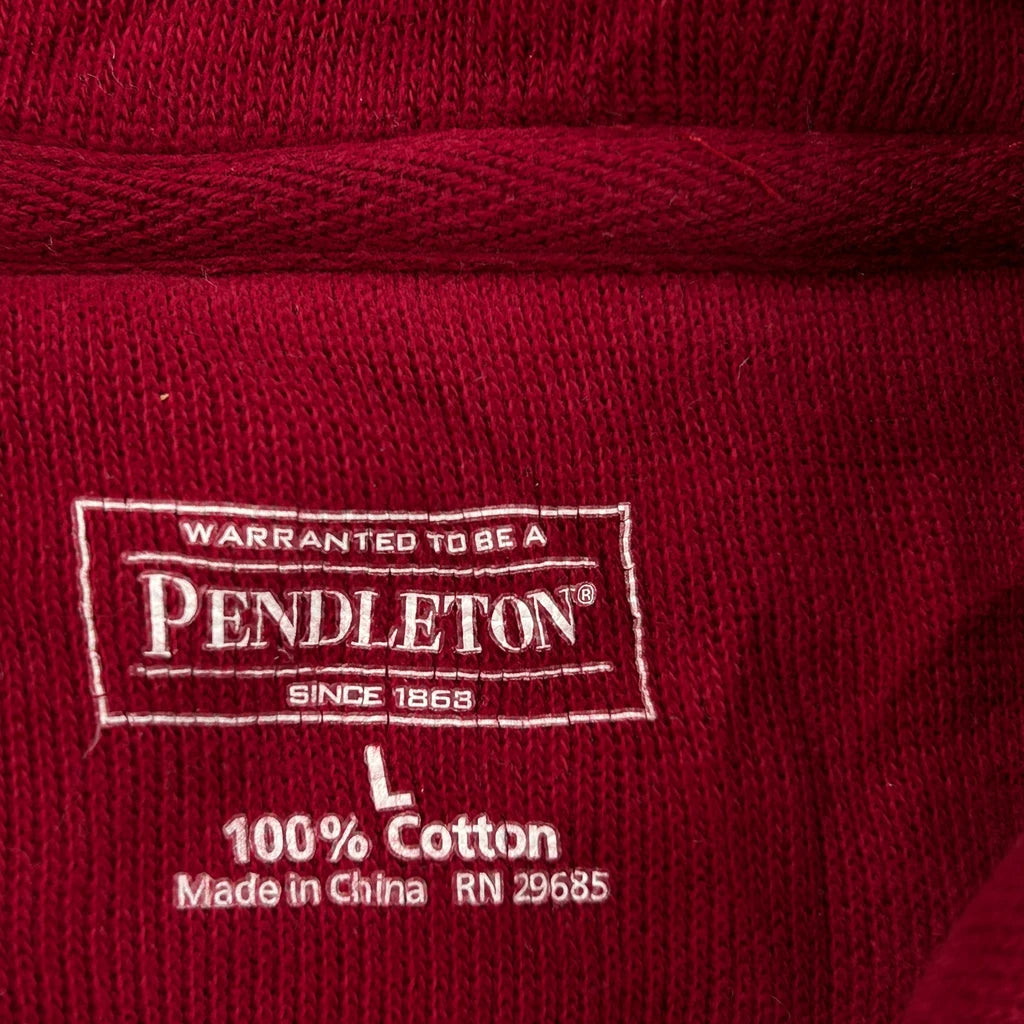 WARRANTED TO BE A
PENDLETON®
SINCE 1863
L
100% Cotton
Made in China RN 29685